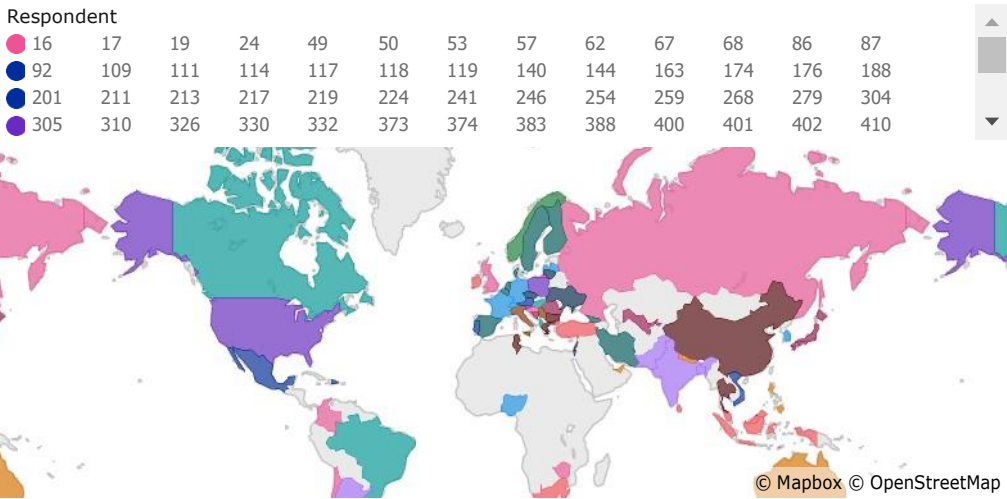 Respondent
16 17 19 24 49 50 53 57 62 67 68 86 87
92 109 111 114 117 118 119 140 144 163 174 176 188
201 211 213 217 219 224 241 246 254 259 268 279 304
305 310 326 330 332 373 374 383 388 400 401 402 410
© Mapbox © OpenStreetMap